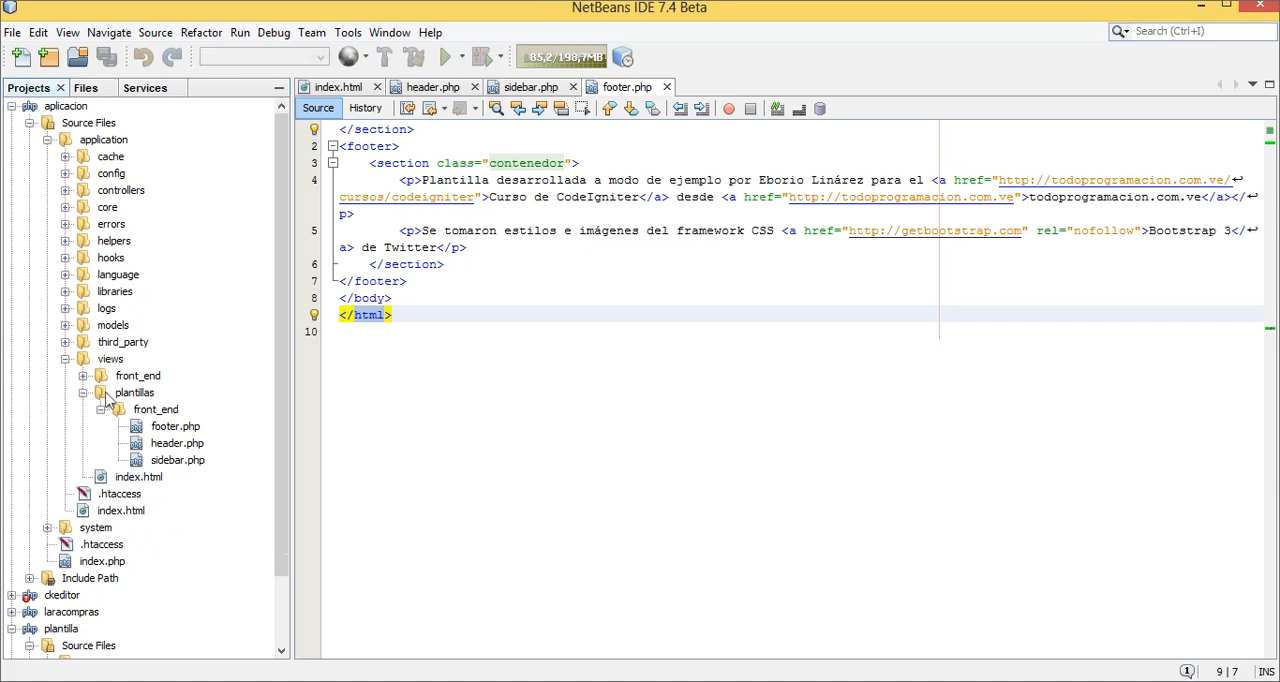 NetBeans IDE 7.4 Beta
File Edit View Navigate Source Refactor Run Debug Team Tools Window Help
Search (Ctrl+I)
85,2/198,7MB
Projects Files Services
index.html header.php sidebar.php footer.php
Source History
aplicacion
Source Files
application
cache
config
controllers
core
errors
helpers
hooks
language
libraries
logs
models
third_party
views
front_end
plantillas
front_end
footer.php
header.php
sidebar.php
index.html
.htaccess
index.html
system
.htaccess
index.php
Include Path
ckeditor
laracompras
plantilla
Source Files
</section>
2 <footer>
3 <section class="contenedor">
4 <p>Plantilla desarrollada a modo de ejemplo por Eborio Linárez para el <a href="http://todoprogramacion.com.ve/
cursos/codeigniter">Curso de CodeIgniter</a> desde <a href="http://todoprogramacion.com.ve">todoprogramacion.com.ve</a></
p>
5 <p>Se tomaron estilos e imágenes del framework CSS <a href="http://getbootstrap.com" rel="nofollow">Bootstrap 3</
a> de Twitter</p>
6 </section>
7 </footer>
8 </body>
</html>
10
1 9|7 INS